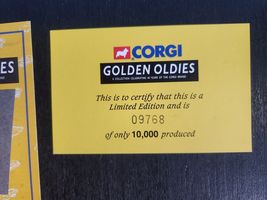 CORGI
GOLDEN OLDIES
A COLLECTION CELEBRATING 40 YEARS OF THE CORGI BRAND
This is to certify that this is a
Limited Edition and is
09768
of only 10,000 produced
IES